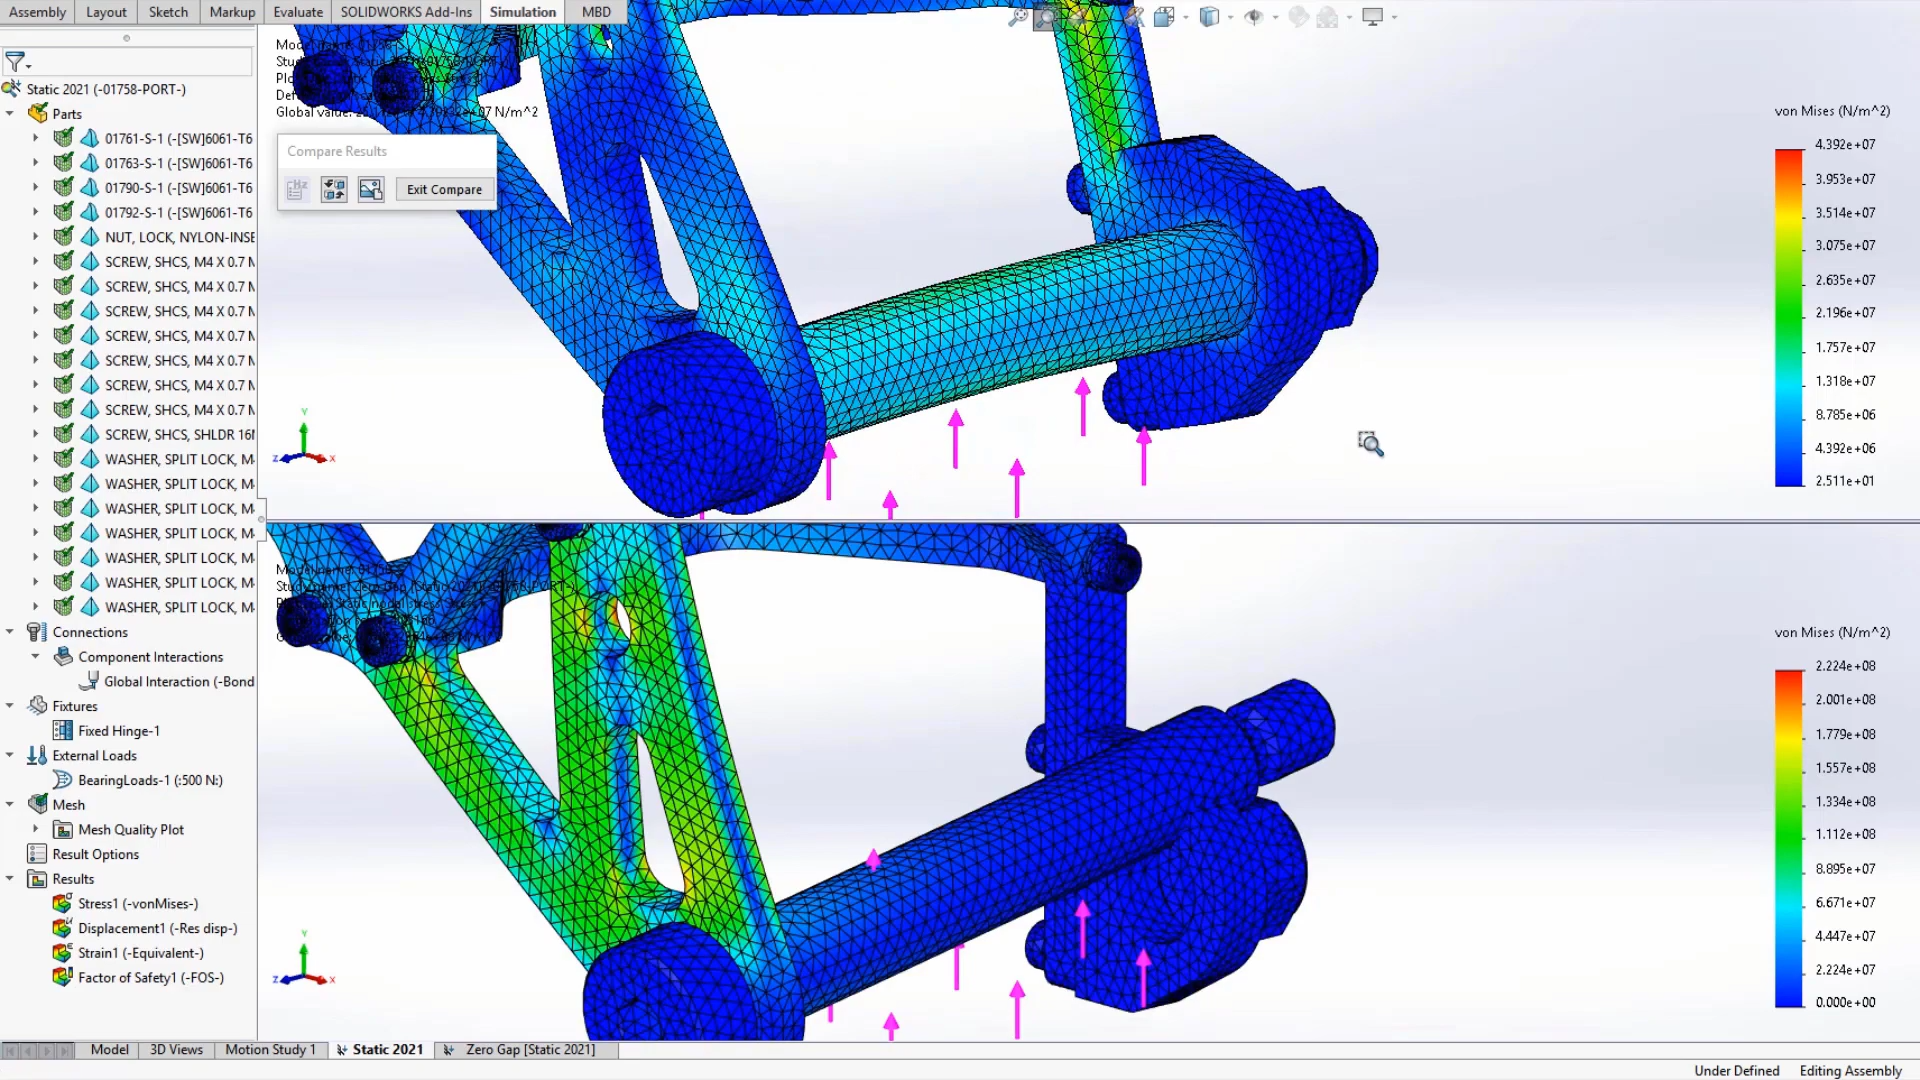 Assembly Layout Sketch Markup Evaluate SOLIDWORKS Add-Ins Simulation MBD
Static 2021 (-01758-PORT-)
Parts
01761-S-1 (-[SW]6061-T6
01763-S-1 (-[SW]6061-T6
01790-S-1 (-[SW]6061-T6
01792-S-1 (-[SW]6061-T6
NUT, LOCK, NYLON-INSE
SCREW, SHCS, M4 X 0.7 M
SCREW, SHCS, M4 X 0.7 M
SCREW, SHCS, M4 X 0.7 M
SCREW, SHCS, M4 X 0.7 M
SCREW, SHCS, M4 X 0.7 M
SCREW, SHCS, M4 X 0.7 M
SCREW, SHCS, M4 X 0.7 M
SCREW, SHCS, SHLDR 16M
WASHER, SPLIT LOCK, M
WASHER, SPLIT LOCK, M
WASHER, SPLIT LOCK, M
WASHER, SPLIT LOCK, M
WASHER, SPLIT LOCK, M
WASHER, SPLIT LOCK, M
WASHER, SPLIT LOCK, M
Connections
Component Interactions
Global Interaction (-Bond
Fixtures
Fixed Hinge-1
External Loads
BearingLoads-1 (:500 N:)
Mesh
Mesh Quality Plot
Result Options
Results
Stress1 (-vonMises-)
Displacement1 (-Res disp-)
Strain1 (-Equivalent-)
Factor of Safety1 (-FOS-)
Global value: N/m^2
Compare Results
Exit Compare
Y
Z X
von Mises (N/m^2)
4.392e+07
3.953e+07
3.514e+07
3.075e+07
2.635e+07
2.196e+07
1.757e+07
1.318e+07
8.785e+06
4.392e+06
2.511e+01
Model name:
Y
Z X
von Mises (N/m^2)
2.224e+08
2.001e+08
1.779e+08
1.557e+08
1.334e+08
1.112e+08
8.895e+07
6.671e+07
4.447e+07
2.224e+07
0.000e+00
Model 3D Views Motion Study 1 Static 2021 Zero Gap [Static 2021]
Under Defined Editing Assembly